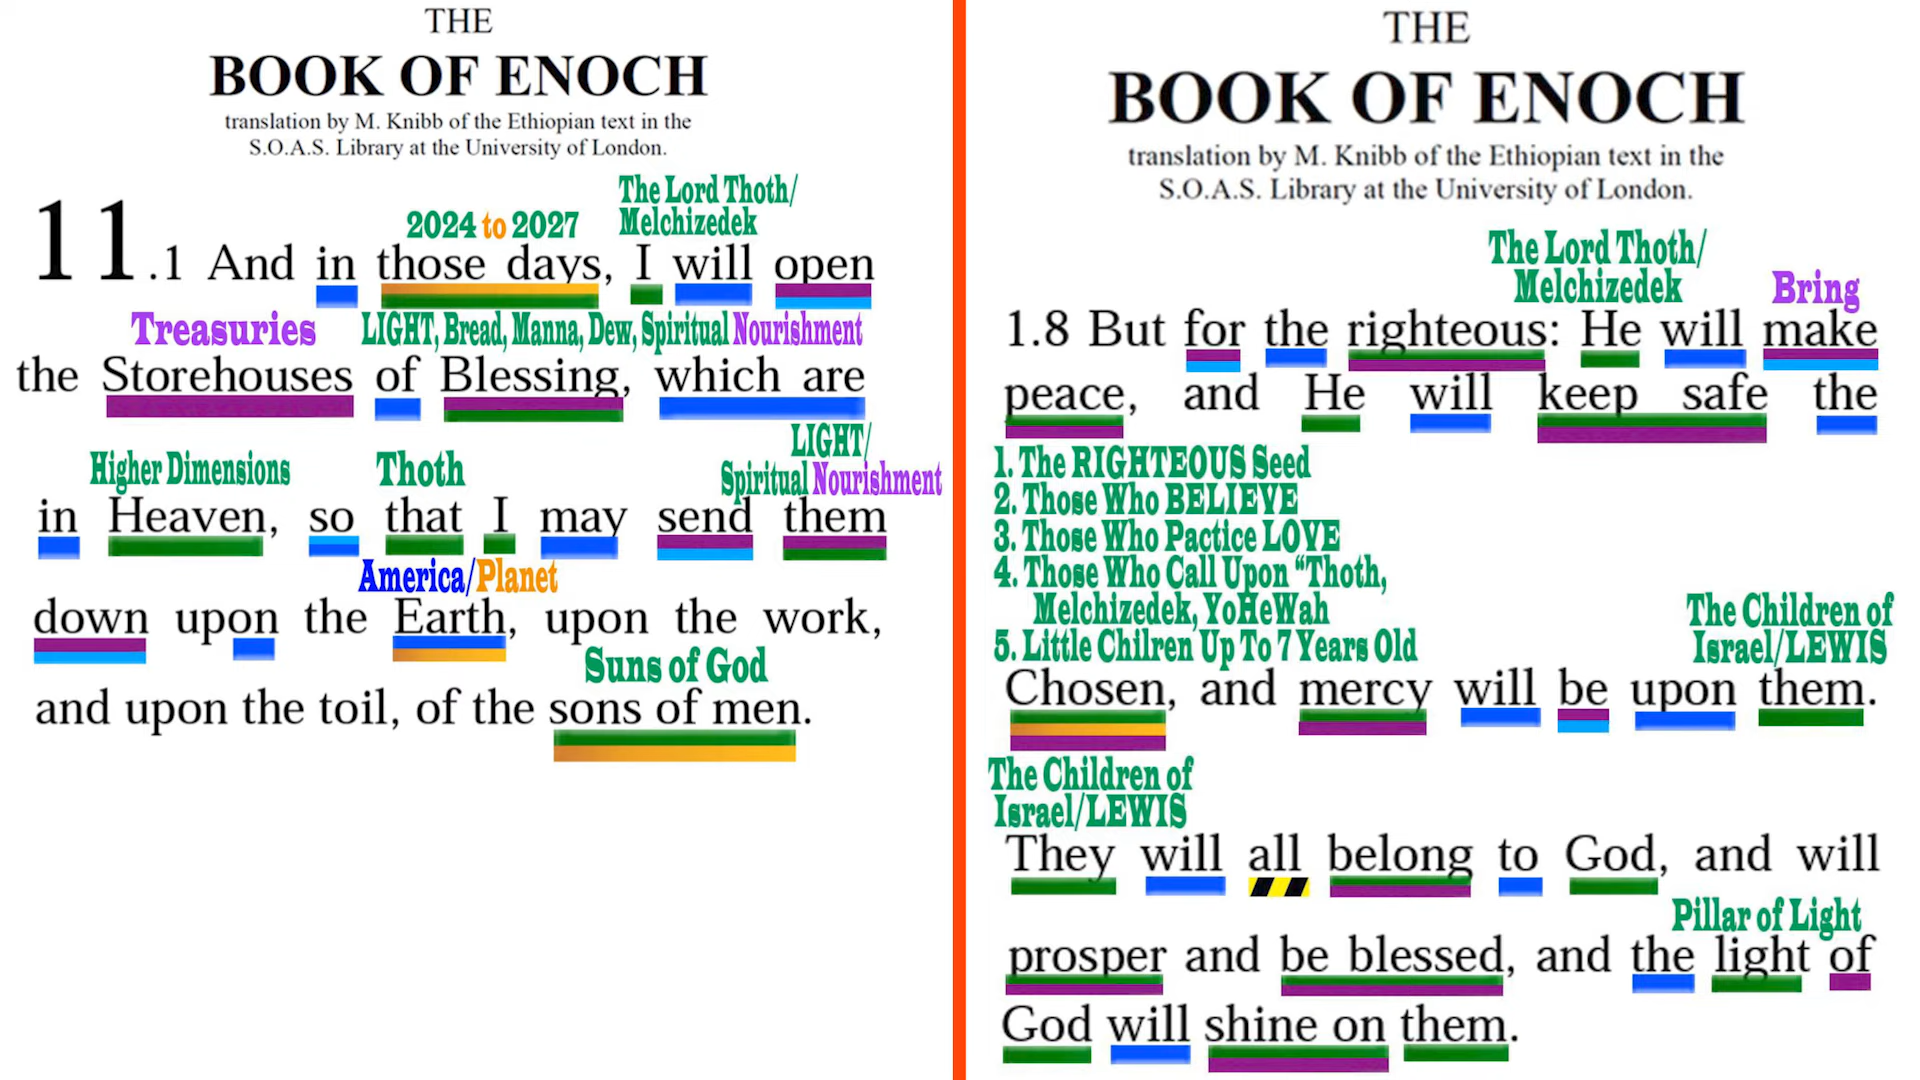 THE
BOOK OF ENOCH
translation by M. Knibb of the Ethiopian text in the
S.O.A.S. Library at the University of London.
The Lord Thoth/
2024 to 2027 Melchizedek
11.1 And in those days, I will open
Treasuries LIGHT, Bread, Manna, Dew, Spiritual Nourishment
the Storehouses of Blessing, which are
LIGHT/
Higher Dimensions Thoth Spiritual Nourishment
in Heaven, so that I may send them
America/Planet
down upon the Earth, upon the work,
Suns of God
and upon the toil, of the sons of men.
THE
BOOK OF ENOCH
translation by M. Knibb of the Ethiopian text in the
S.O.A.S. Library at the University of London.
The Lord Thoth/
Melchizedek Bring
1.8 But for the righteous: He will make
peace, and He will keep safe the
1. The RIGHTEOUS Seed
2. Those Who BELIEVE
3. Those Who Pactice LOVE
4. Those Who Call Upon “Thoth,
Melchizedek, YoHeWah
5. Little Chilren Up To 7 Years Old
The Children of
Israel/LEWIS
Chosen, and mercy will be upon them.
The Children of
Israel/LEWIS
They will all belong to God, and will
Pillar of Light
prosper and be blessed, and the light of
God will shine on them.